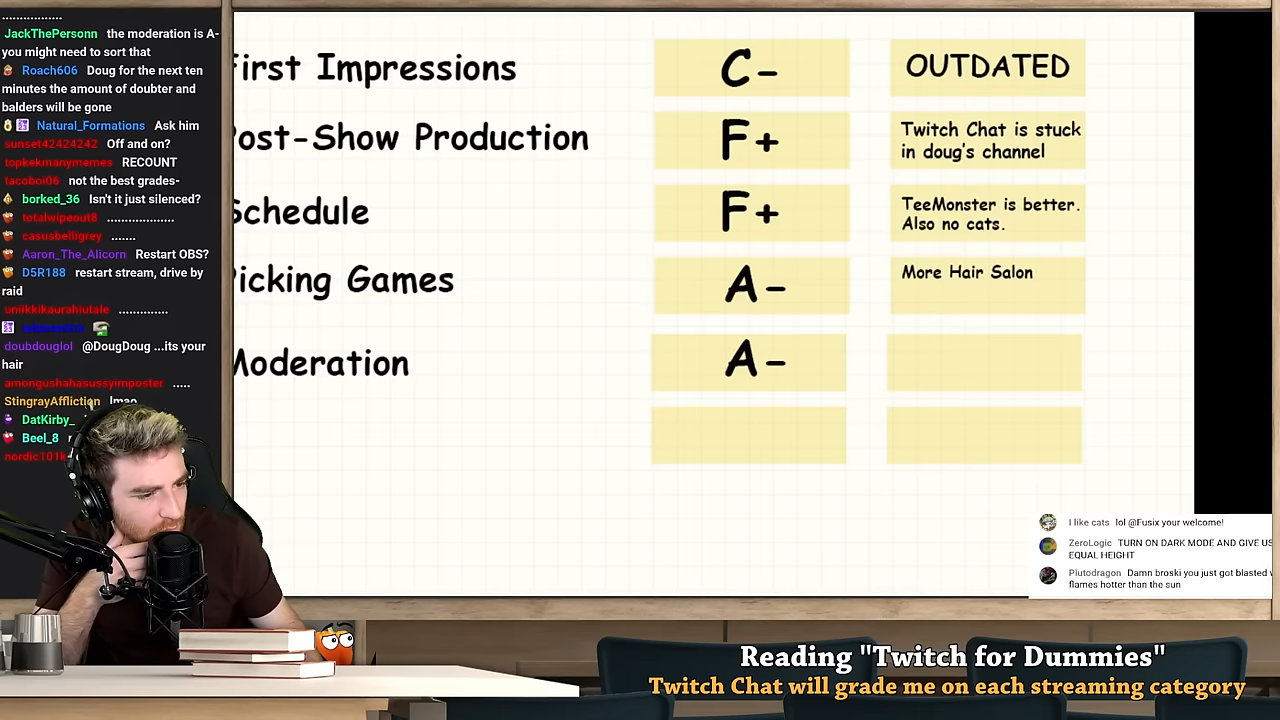 ..................
JackThePersonn the moderation is A-
you might need to sort that
Roach606 Doug for the next ten
minutes the amount of doubter and
balders will be gone
Natural_Formations Ask him
sunset42424242 Off and on?
topkekmanymemes RECOUNT
tacoboi06 not the best grades-
borked_36 Isn't it just silenced?
totalwipeout8 ...................
casusbelligrey .......
Aaron_The_Alicorn Restart OBS?
D5R188 restart stream, drive by
raid
uniikkikaurahiutale ..............
doubdouglol @DougDoug ...its your
hair
amongushahasussyimposter .....
StingrayAffliction lmao
DatKirby_
Beel_8
nordic101k
First Impressions C- OUTDATED
Post-Show Production F+ Twitch Chat is stuck
in doug's channel
Schedule F+ TeeMonster is better.
Also no cats.
Picking Games A- More Hair Salon
Moderation A-
I like cats lol @Fusix your welcome!
ZeroLogic TURN ON DARK MODE AND GIVE US
EQUAL HEIGHT
Plutodragon Damn broski you just got blasted
flames hotter than the sun
Reading "Twitch for Dummies"
Twitch Chat will grade me on each streaming category